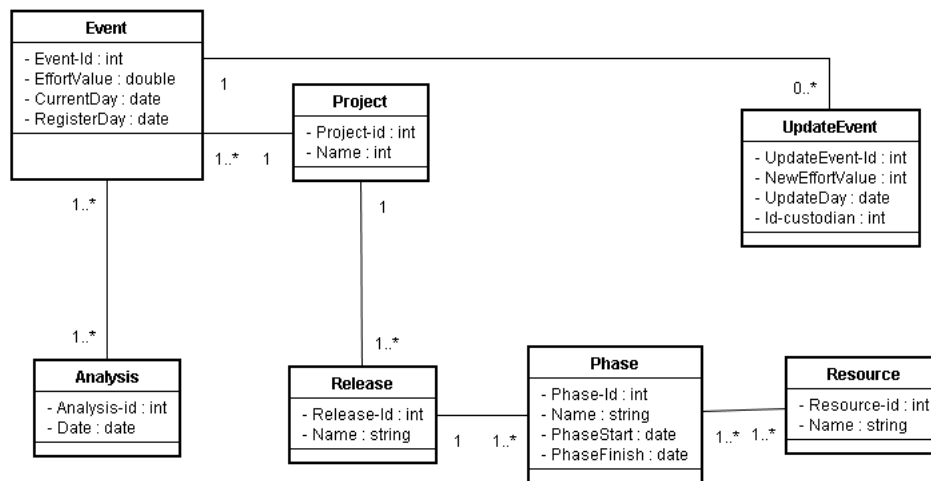 Event
- Event-Id : int
- EffortValue : double
- CurrentDay : date
- RegisterDay : date
1
0..*
Project
- Project-id : int
- Name : int
1..*
1
UpdateEvent
- UpdateEvent-Id : int
- NewEffortValue : int
- UpdateDay : date
- Id-custodian : int
1..*
1
1..*
1..*
Analysis
- Analysis-id : int
- Date : date
Release
- Release-Id : int
- Name : string
1
1..*
Phase
- Phase-Id : int
- Name : string
- PhaseStart : date
- PhaseFinish : date
1..*
1..*
Resource
- Resource-id : int
- Name : string